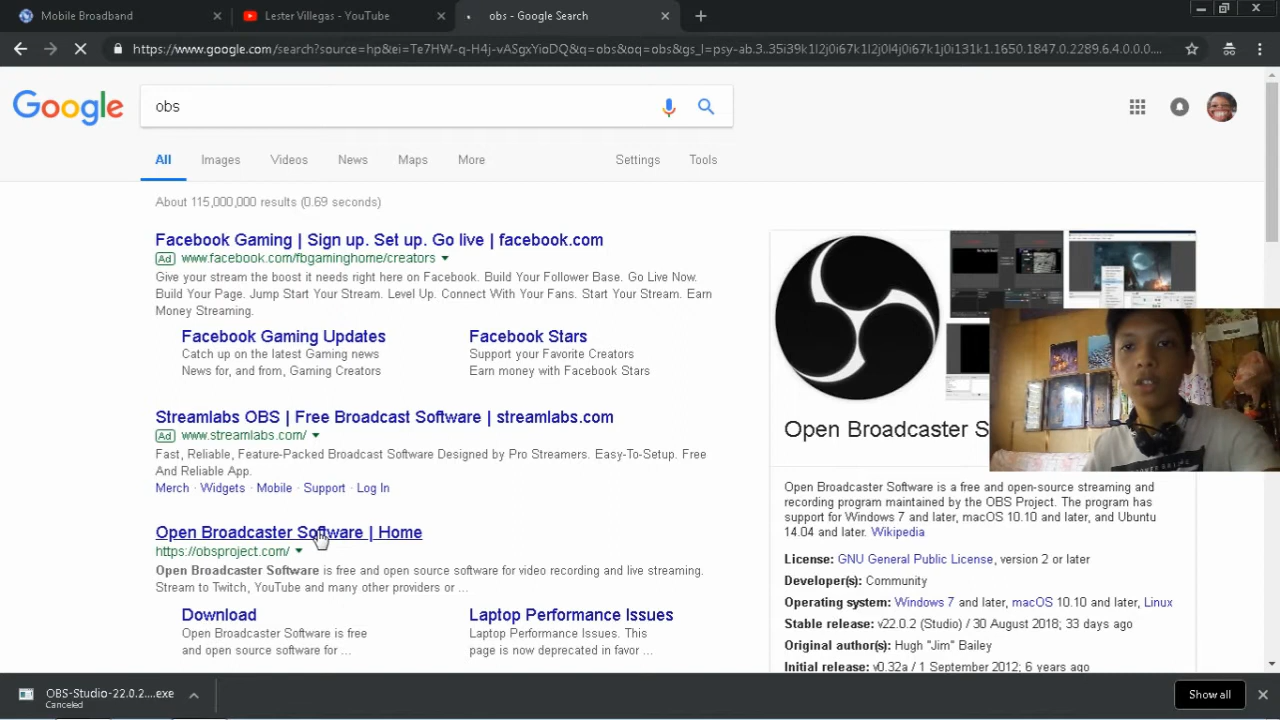 Mobile Broadband
Lester Villegas - YouTube
obs - Google Search
https://www.google.com/search?source=hp&ei=Te7HW-q-H4j-vASgxYioDQ&q=obs&oq=obs&gs_l=psy-ab.3..35i39k1l2j0i67k1j0l4j0i67k1j0i131k1.1650.1847.0.2289.6.4.0.0.0....
Google
obs
All
Images
Videos
News
Maps
More
Settings
Tools
About 115,000,000 results (0.69 seconds)
Facebook Gaming | Sign up. Set up. Go live | facebook.com
Ad www.facebook.com/fbgaminghome/creators
Give your stream the boost it needs right here on Facebook. Build Your Follower Base. Go Live Now.
Build Your Page. Jump Start Your Stream. Level Up. Connect With Your Fans. Start Your Stream. Earn
Money Streaming.
Facebook Gaming Updates
Catch up on the latest Gaming news
News for, and from, Gaming Creators
Facebook Stars
Support your Favorite Creators
Earn money with Facebook Stars
Streamlabs OBS | Free Broadcast Software | streamlabs.com
Ad www.streamlabs.com/
Fast, Reliable, Feature-Packed Broadcast Software Designed by Pro Streamers. Easy-To-Setup. Free
And Reliable App.
Merch · Widgets · Mobile · Support · Log In
Open Broadcaster Software | Home
https://obsproject.com/
Open Broadcaster Software is free and open source software for video recording and live streaming.
Stream to Twitch, YouTube and many other providers or ...
Download
Open Broadcaster Software is free
and open source software for ...
Laptop Performance Issues
Laptop Performance Issues. This
page is now deprecated in favor ...
Open Broadcaster S
Open Broadcaster Software is a free and open-source streaming and
recording program maintained by the OBS Project. The program has
support for Windows 7 and later, macOS 10.10 and later, and Ubuntu
14.04 and later. Wikipedia
License: GNU General Public License, version 2 or later
Developer(s): Community
Operating system: Windows 7 and later, macOS 10.10 and later, Linux
Stable release: v22.0.2 (Studio) / 30 August 2018; 33 days ago
Original author(s): Hugh "Jim" Bailey
Initial release: v0.32a / 1 September 2012; 6 years ago
OBS-Studio-22.0.2....exe
Canceled
Show all